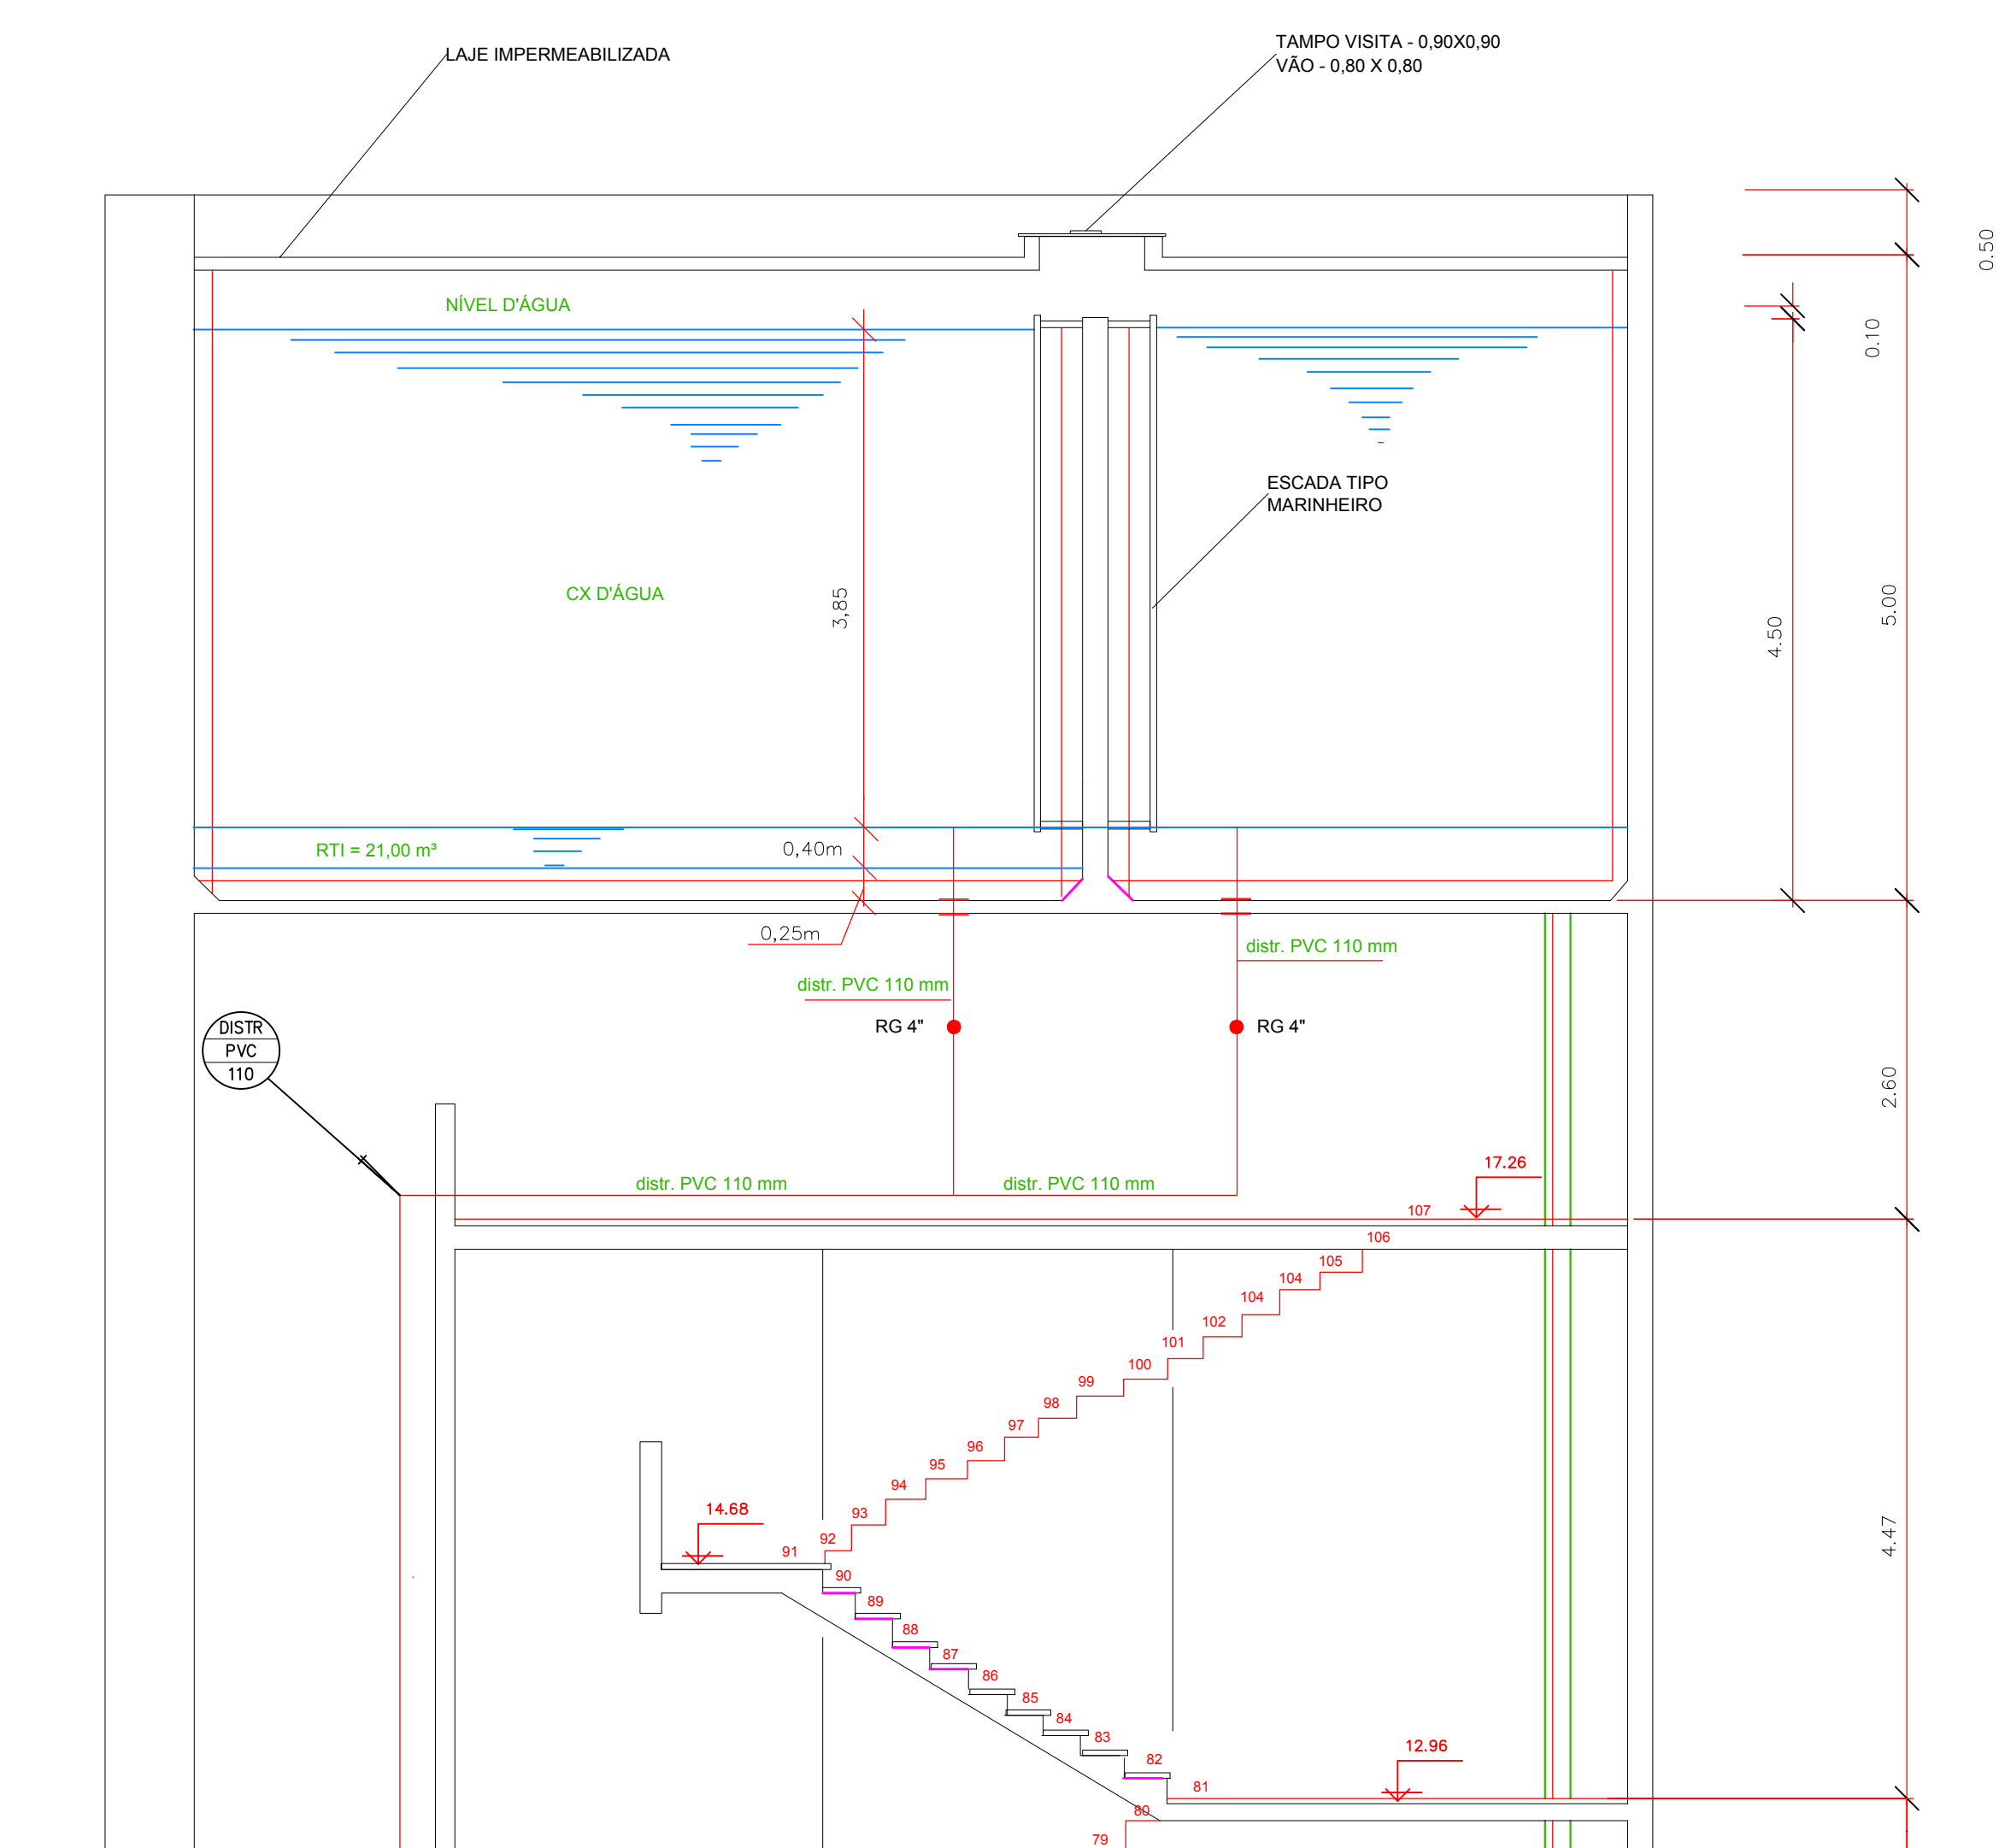 LAJE IMPERMEABILIZADA
TAMPO VISITA - 0,90X0,90
VÃO - 0,80 X 0,80
0.50
NÍVEL D'ÁGUA
0.10
ESCADA TIPO
MARINHEIRO
CX D'ÁGUA
3,85
5.00
4.50
RTI = 21,00 m³
0,40m
0,25m
distr. PVC 110 mm
distr. PVC 110 mm
RG 4"
RG 4"
DISTR
PVC
110
2.60
distr. PVC 110 mm
distr. PVC 110 mm
17.26
107
106
105
104
104
102
101
100
99
98
97
96
95
94
93
92
91
14.68
4.47
90
89
88
87
86
85
84
83
82
81
12.96
80
79